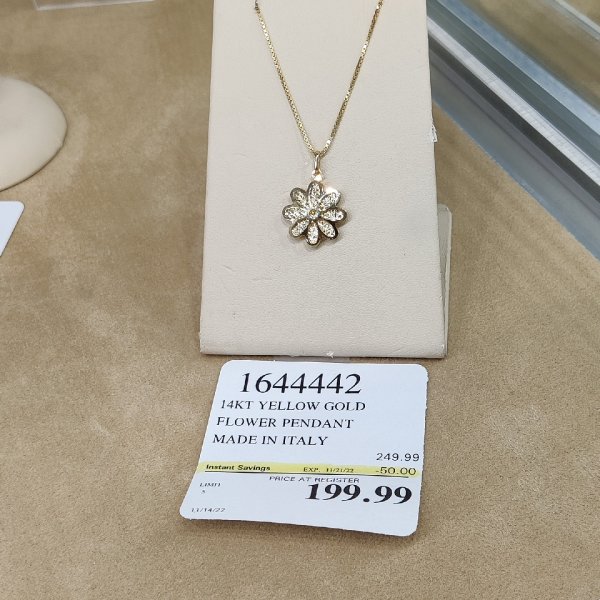 1644442
14KT YELLOW GOLD
FLOWER PENDANT
MADE IN ITALY
249.99
Instant Savings EXP. 11/21/22 -50.00
PRICE AT REGISTER
LIMIT 199.99
5
11/14/22